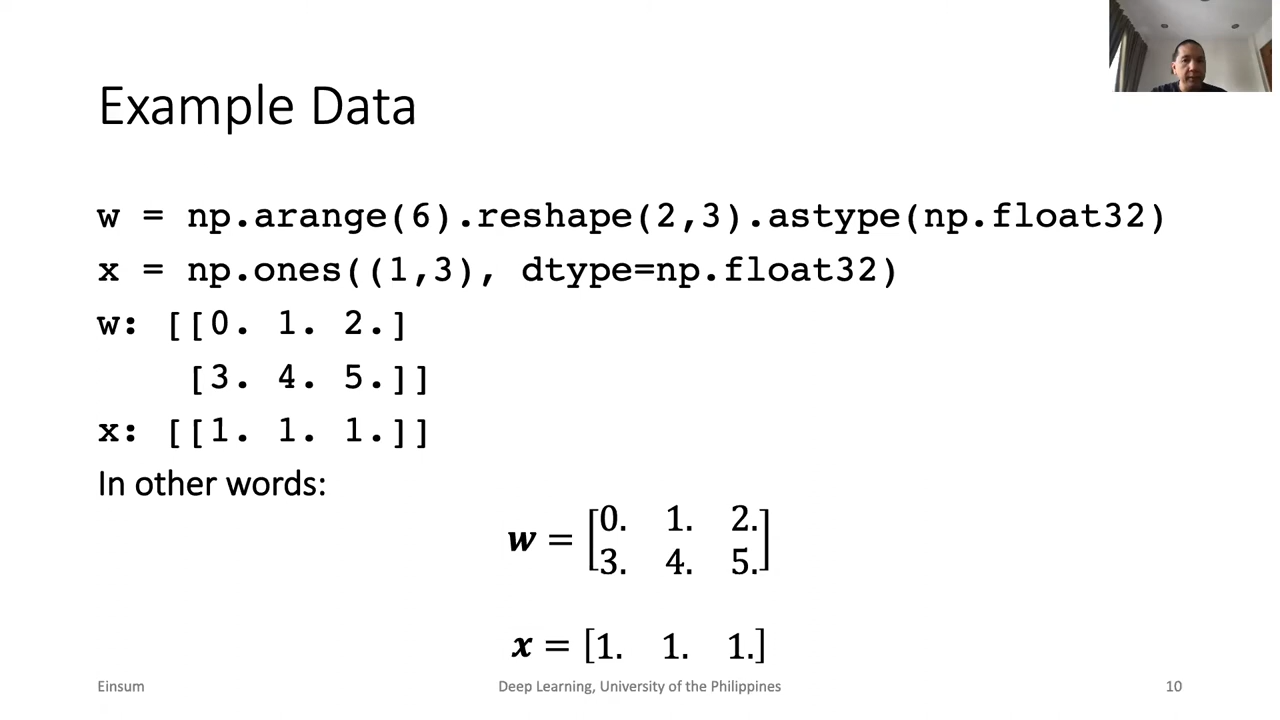 Example Data
w = np.arange(6).reshape(2,3).astype(np.float32)
x = np.ones((1,3), dtype=np.float32)
w: [[0. 1. 2.]
[3. 4. 5.]]
x: [[1. 1. 1.]]
In other words:
w = [0. 1. 2.
3. 4. 5.]
x = [1. 1. 1.]
Einsum Deep Learning, University of the Philippines 10